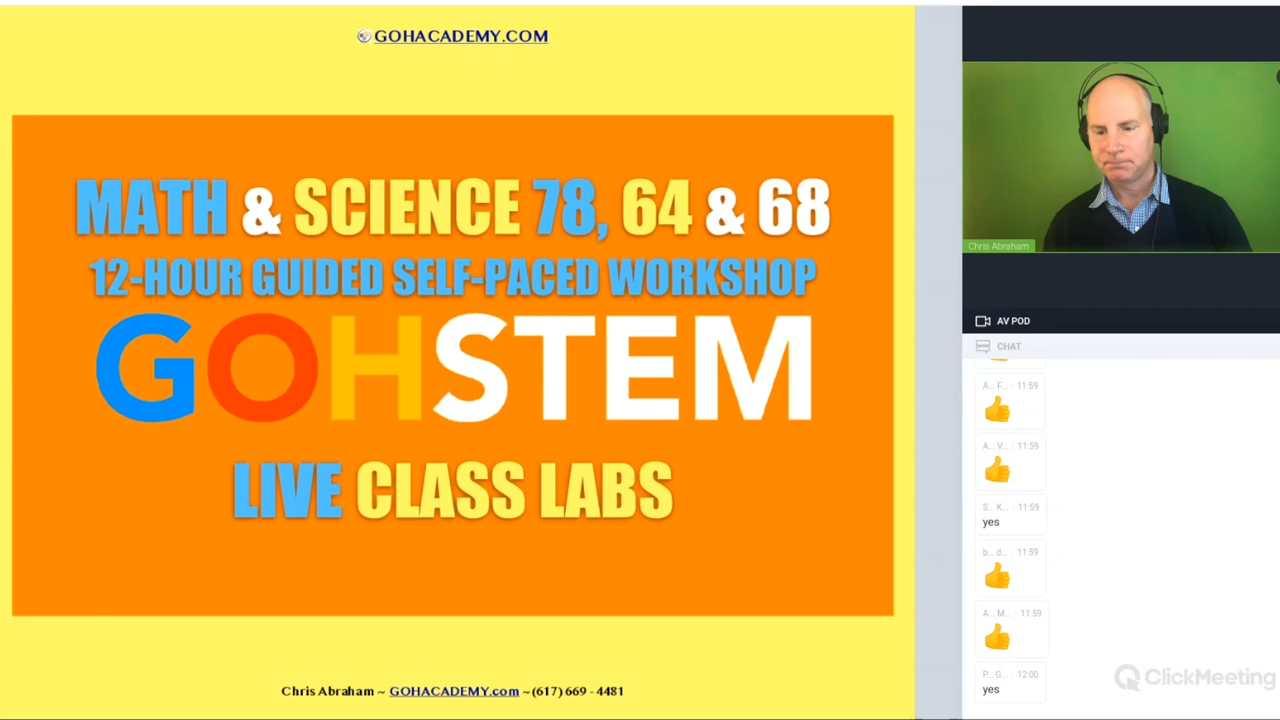 GOHACADEMY.COM
MATH & SCIENCE 78, 64 & 68
12-HOUR GUIDED SELF-PACED WORKSHOP
GOHSTEM
LIVE CLASS LABS
Chris Abraham ~ GOHACADEMY.com ~ (617) 669 - 4481
Chris Abraham
AV POD
CHAT
A... F... 11:59
A... V... 11:59
S... K... 11:59
yes
b... d... 11:59
A... M... 11:59
P... G... 12:00
yes
ClickMeeting